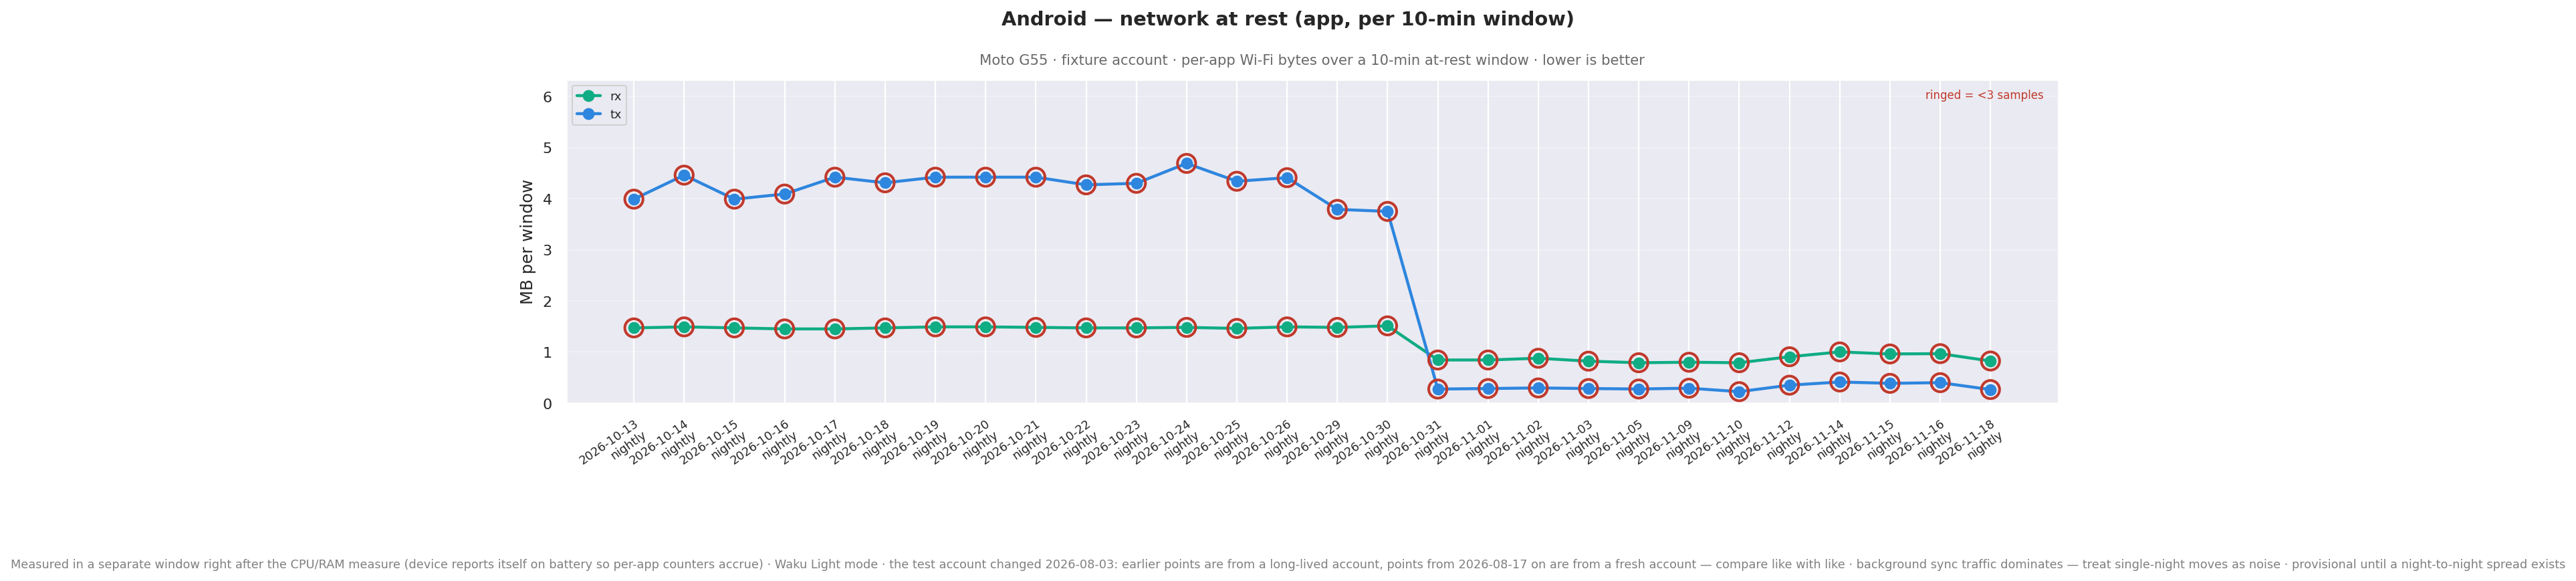 Android — network at rest (app, per 10-min window)
Moto G55 · fixture account · per-app Wi-Fi bytes over a 10-min at-rest window · lower is better
rx
tx
ringed = <3 samples
MB per window
6
5
4
3
2
1
0
2026-10-13
nightly
2026-10-14
nightly
2026-10-15
nightly
2026-10-16
nightly
2026-10-17
nightly
2026-10-18
nightly
2026-10-19
nightly
2026-10-20
nightly
2026-10-21
nightly
2026-10-22
nightly
2026-10-23
nightly
2026-10-24
nightly
2026-10-25
nightly
2026-10-26
nightly
2026-10-29
nightly
2026-10-30
nightly
2026-10-31
nightly
2026-11-01
nightly
2026-11-02
nightly
2026-11-03
nightly
2026-11-05
nightly
2026-11-09
nightly
2026-11-10
nightly
2026-11-12
nightly
2026-11-14
nightly
2026-11-15
nightly
2026-11-16
nightly
2026-11-18
nightly
Measured in a separate window right after the CPU/RAM measure (device reports itself on battery so per-app counters accrue) · Waku Light mode · the test account changed 2026-08-03: earlier points are from a long-lived account, points from 2026-08-17 on are from a fresh account — compare like with like · background sync traffic dominates — treat single-night moves as noise · provisional until a night-to-night spread exists